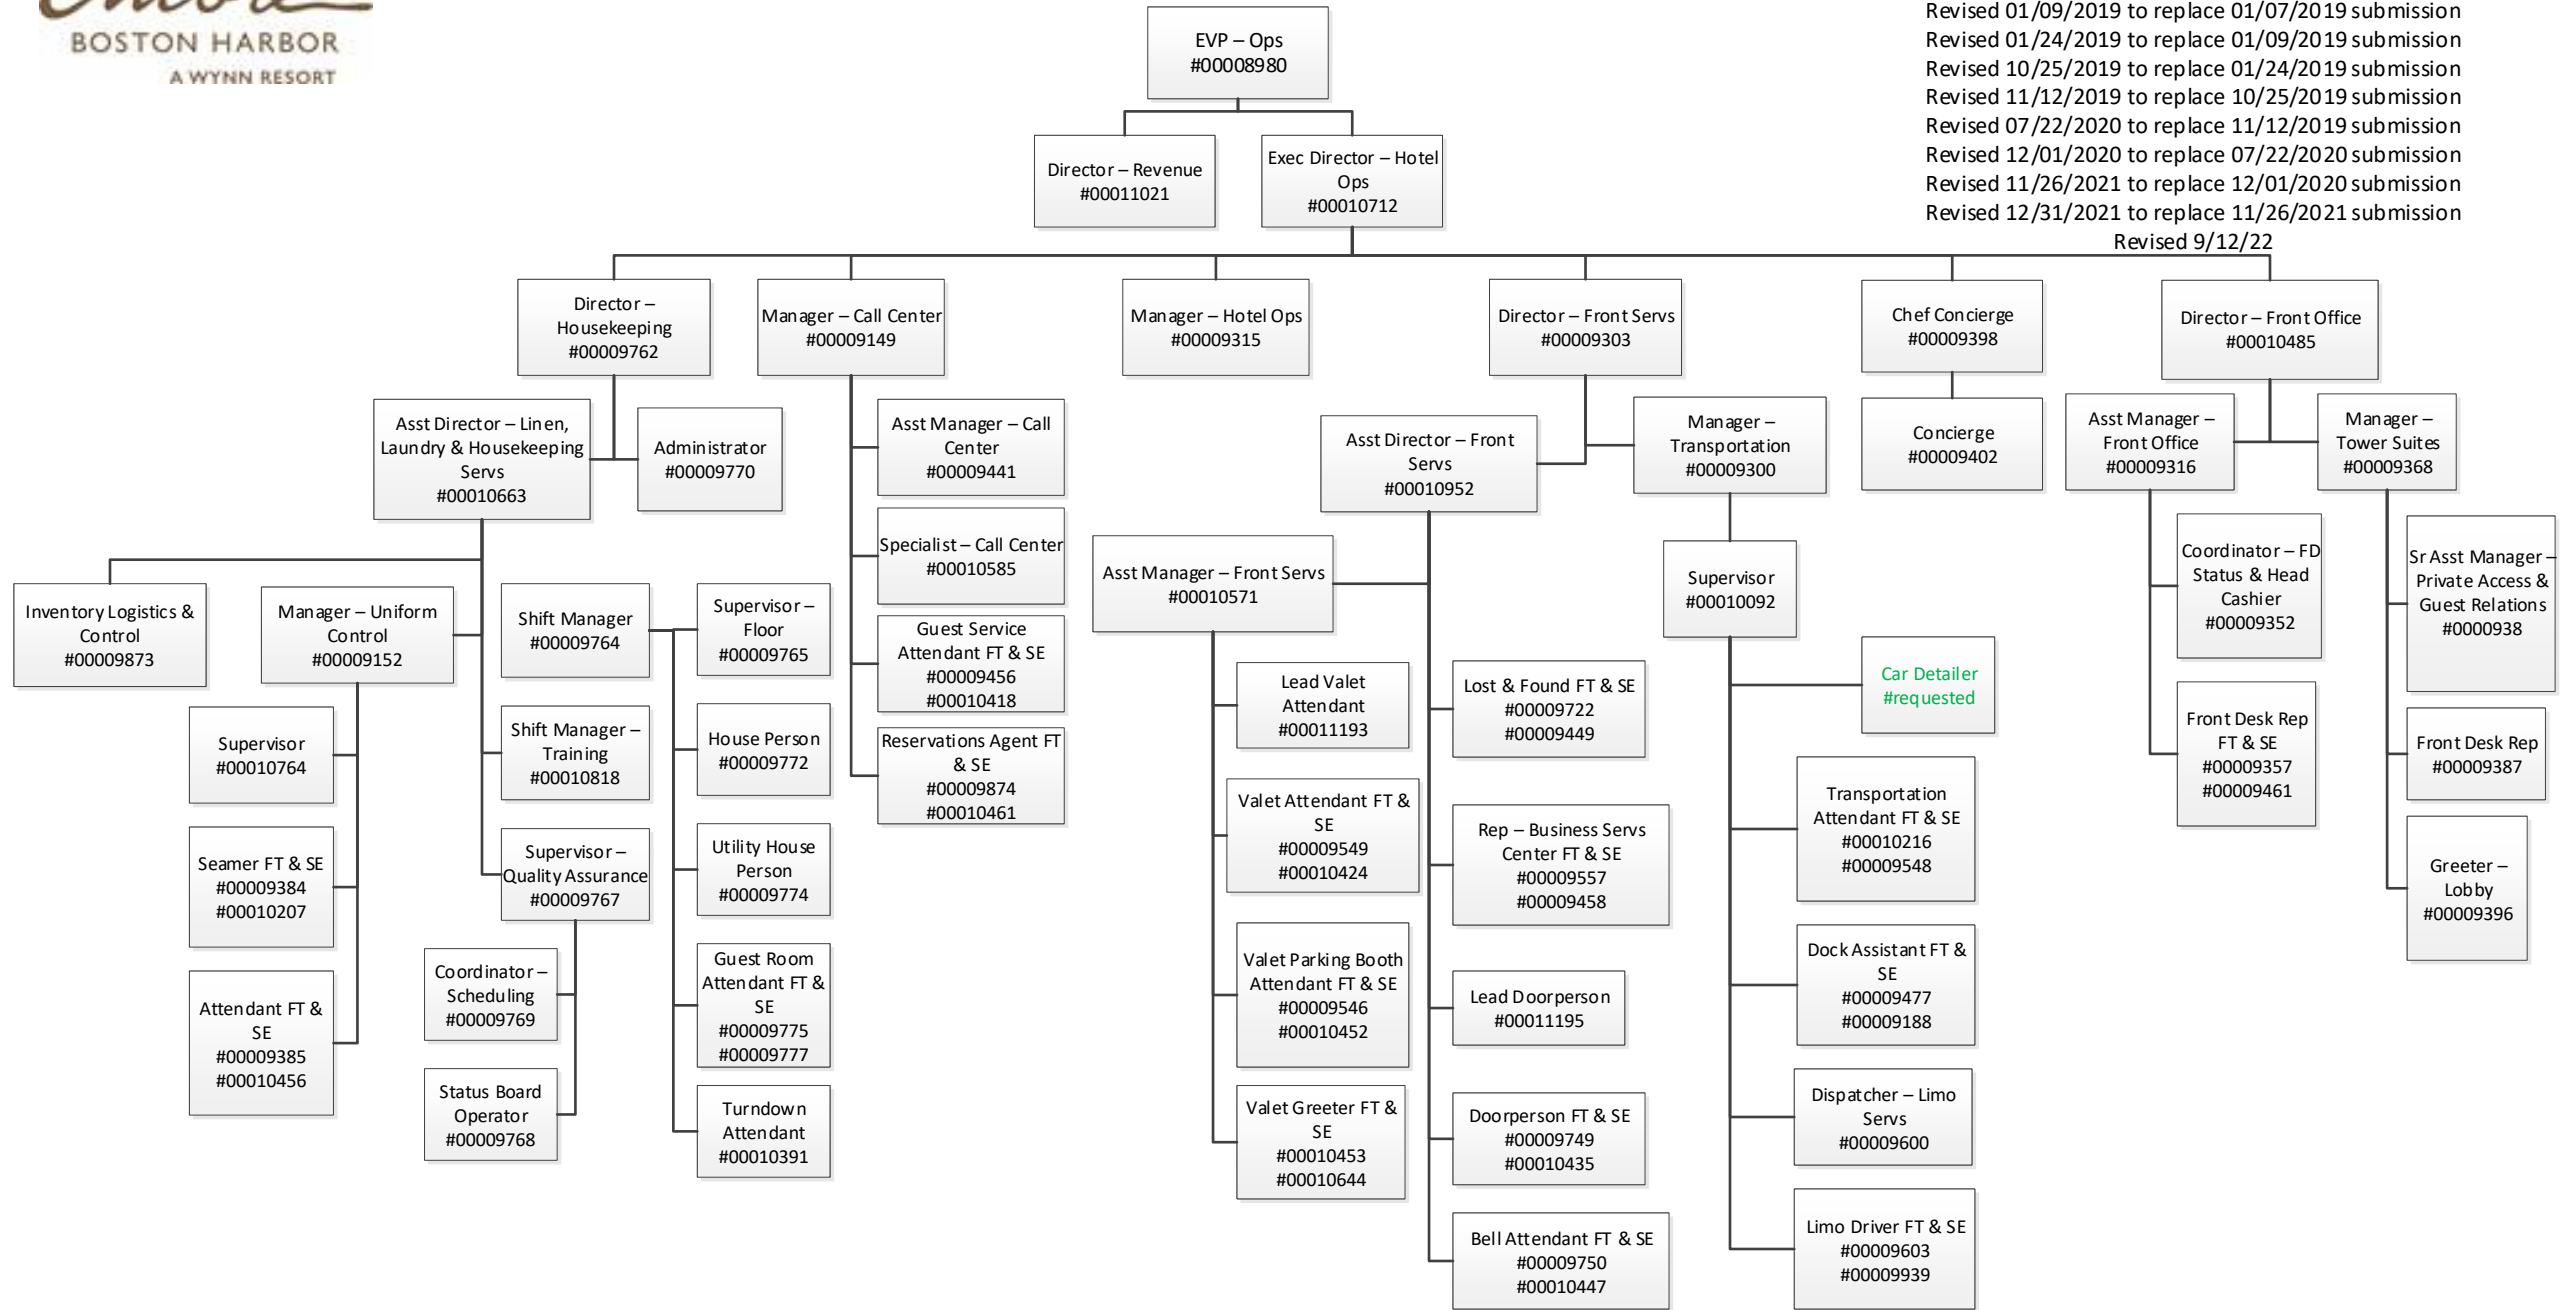 BOSTON HARBOR
A WYNN RESORT
Revised 01/09/2019 to replace 01/07/2019 submission
Revised 01/24/2019 to replace 01/09/2019 submission
Revised 10/25/2019 to replace 01/24/2019 submission
Revised 11/12/2019 to replace 10/25/2019 submission
Revised 07/22/2020 to replace 11/12/2019 submission
Revised 12/01/2020 to replace 07/22/2020 submission
Revised 11/26/2021 to replace 12/01/2020 submission
Revised 12/31/2021 to replace 11/26/2021 submission
Revised 9/12/22
EVP – Ops
#00008980
Director – Revenue
#00011021
Exec Director – Hotel
Ops
#00010712
Director –
Housekeeping
#00009762
Manager – Call Center
#00009149
Manager – Hotel Ops
#00009315
Director – Front Servs
#00009303
Chef Concierge
#00009398
Director – Front Office
#00010485
Asst Director – Linen,
Laundry & Housekeeping
Servs
#00010663
Administrator
#00009770
Asst Manager – Call
Center
#00009441
Specialist – Call Center
#00010585
Guest Service
Attendant FT & SE
#00009456
#00010418
Reservations Agent FT
& SE
#00009874
#00010461
Asst Director – Front
Servs
#00010952
Manager –
Transportation
#00009300
Concierge
#00009402
Asst Manager –
Front Office
#00009316
Manager –
Tower Suites
#00009368
Inventory Logistics &
Control
#00009873
Manager – Uniform
Control
#00009152
Shift Manager
#00009764
Supervisor –
Floor
#00009765
Supervisor
#00010764
Seamer FT & SE
#00009384
#00010207
Attendant FT &
SE
#00009385
#00010456
Shift Manager –
Training
#00010818
Supervisor –
Quality Assurance
#00009767
Coordinator –
Scheduling
#00009769
Status Board
Operator
#00009768
House Person
#00009772
Utility House
Person
#00009774
Guest Room
Attendant FT &
SE
#00009775
#00009777
Turndown
Attendant
#00010391
Asst Manager – Front Servs
#00010571
Lead Valet
Attendant
#00011193
Valet Attendant FT &
SE
#00009549
#00010424
Valet Parking Booth
Attendant FT & SE
#00009546
#00010452
Valet Greeter FT &
SE
#00010453
#00010644
Lost & Found FT & SE
#00009722
#00009449
Rep – Business Servs
Center FT & SE
#00009557
#00009458
Lead Doorperson
#00011195
Doorperson FT & SE
#00009749
#00010435
Bell Attendant FT & SE
#00009750
#00010447
Supervisor
#00010092
Car Detailer
#requested
Transportation
Attendant FT & SE
#00010216
#00009548
Dock Assistant FT &
SE
#00009477
#00009188
Dispatcher – Limo
Servs
#00009600
Limo Driver FT & SE
#00009603
#00009939
Coordinator – FD
Status & Head
Cashier
#00009352
Front Desk Rep
FT & SE
#00009357
#00009461
Sr Asst Manager –
Private Access &
Guest Relations
#0000938
Front Desk Rep
#00009387
Greeter –
Lobby
#00009396